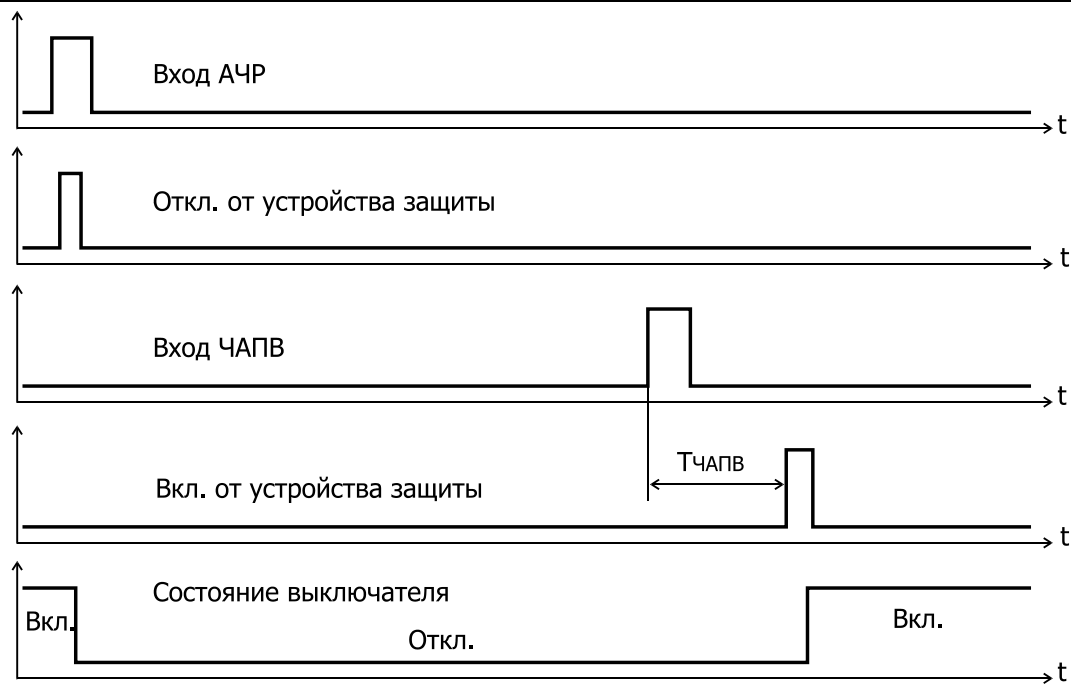 Вход АЧР
t
Откл. от устройства защиты
t
Вход ЧАПВ
t
TЧАПВ
Вкл. от устройства защиты
t
Состояние выключателя
Вкл.
Откл.
Вкл.
t